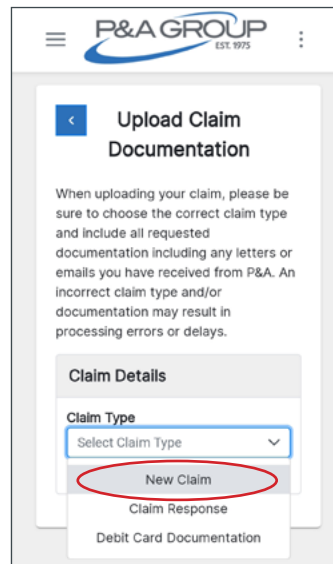 P&A GROUP
EST. 1975
Upload Claim
Documentation
When uploading your claim, please be
sure to choose the correct claim type
and include all requested
documentation including any letters or
emails you have received from P&A. An
incorrect claim type and/or
documentation may result in
processing errors or delays.
Claim Details
Claim Type
Select Claim Type
New Claim
Claim Response
Debit Card Documentation